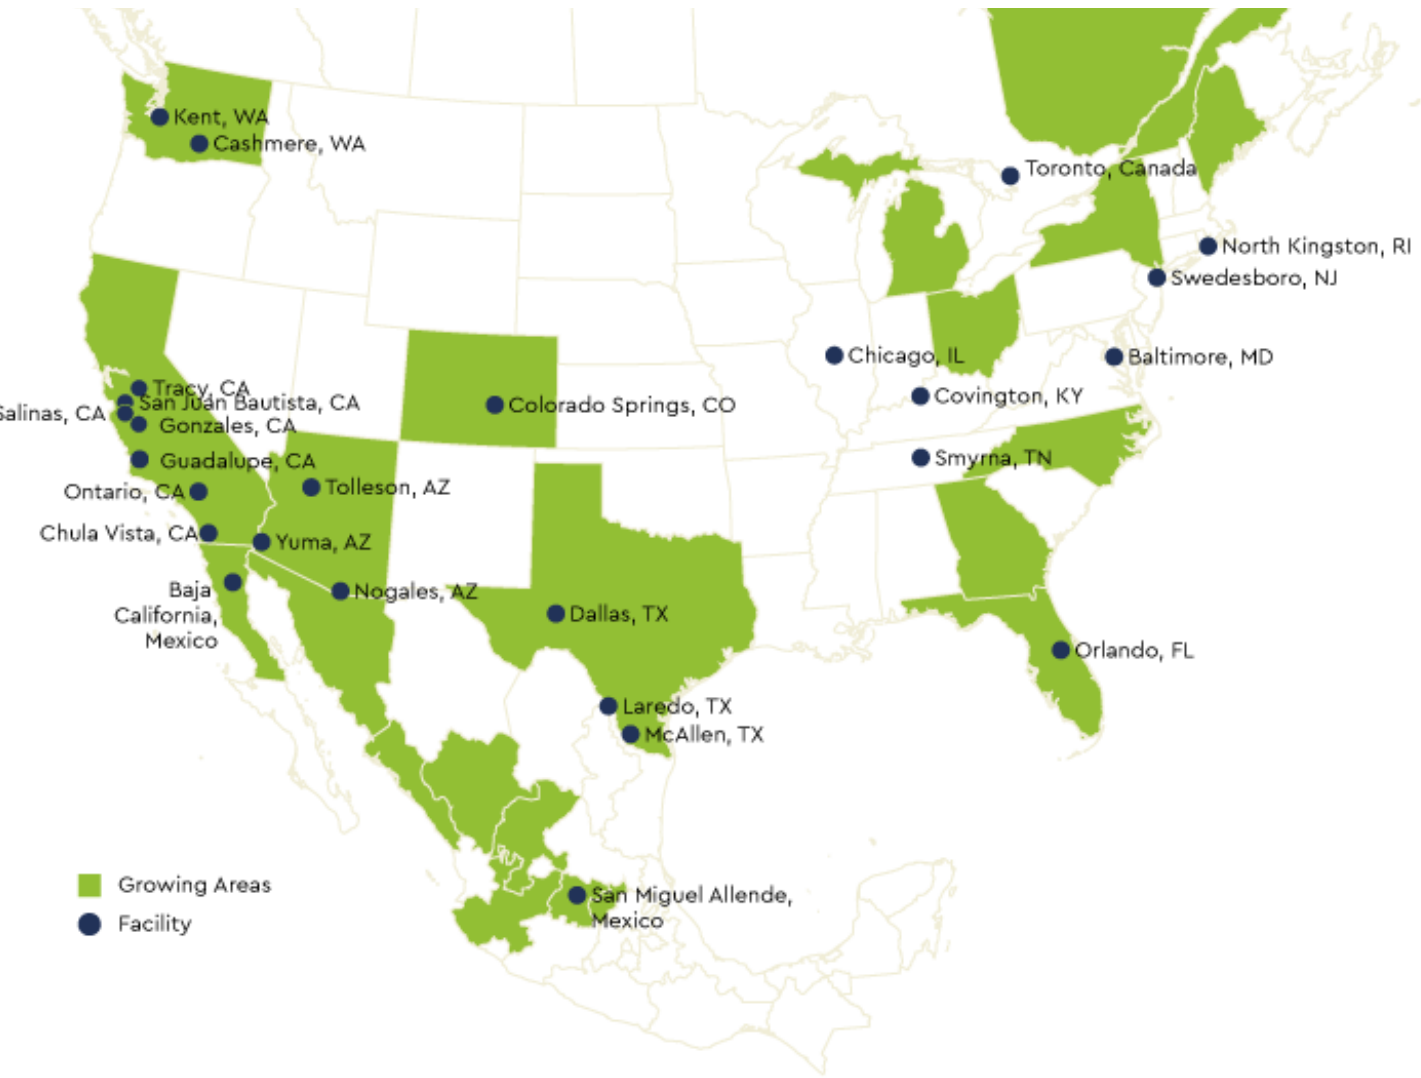 Kent, WA
Cashmere, WA
Toronto, Canada
North Kingston, RI
Swedesboro, NJ
Chicago, IL
Baltimore, MD
Tracy, CA
San Juan Bautista, CA
Salinas, CA
Gonzales, CA
Colorado Springs, CO
Covington, KY
Guadalupe, CA
Smyrna, TN
Ontario, CA
Tolleson, AZ
Chula Vista, CA
Yuma, AZ
Baja
California,
Mexico
Nogales, AZ
Dallas, TX
Orlando, FL
Laredo, TX
McAllen, TX
Growing Areas
Facility
San Miguel Allende,
Mexico